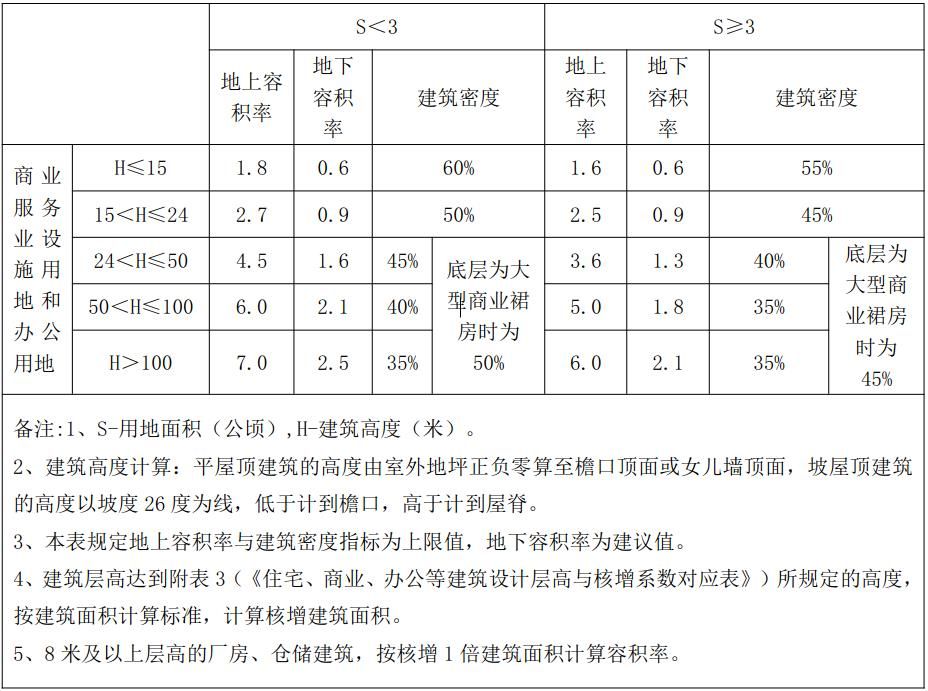 S＜3 S≥3
地上容积率 地下容积率 建筑密度 地上容积率 地下容积率 建筑密度
商业服务业设施用地和办公用地
H≤15 1.8 0.6 60% 1.6 0.6 55%
15＜H≤24 2.7 0.9 50% 2.5 0.9 45%
24＜H≤50 4.5 1.6 45% 底层为大型商业裙房时为50% 3.6 1.3 40% 底层为大型商业裙房时为45%
50＜H≤100 6.0 2.1 40% 5.0 1.8 35%
H＞100 7.0 2.5 35% 6.0 2.1 35%
备注:1、S-用地面积（公顷）,H-建筑高度（米）。
2、建筑高度计算：平屋顶建筑的高度由室外地坪正负零算至檐口顶面或女儿墙顶面，坡屋顶建筑
的高度以坡度 26 度为线，低于计到檐口，高于计到屋脊。
3、本表规定地上容积率与建筑密度指标为上限值，地下容积率为建议值。
4、建筑层高达到附表 3（《住宅、商业、办公等建筑设计层高与核增系数对应表》）所规定的高度，
按建筑面积计算标准，计算核增建筑面积。
5、8 米及以上层高的厂房、仓储建筑，按核增 1 倍建筑面积计算容积率。